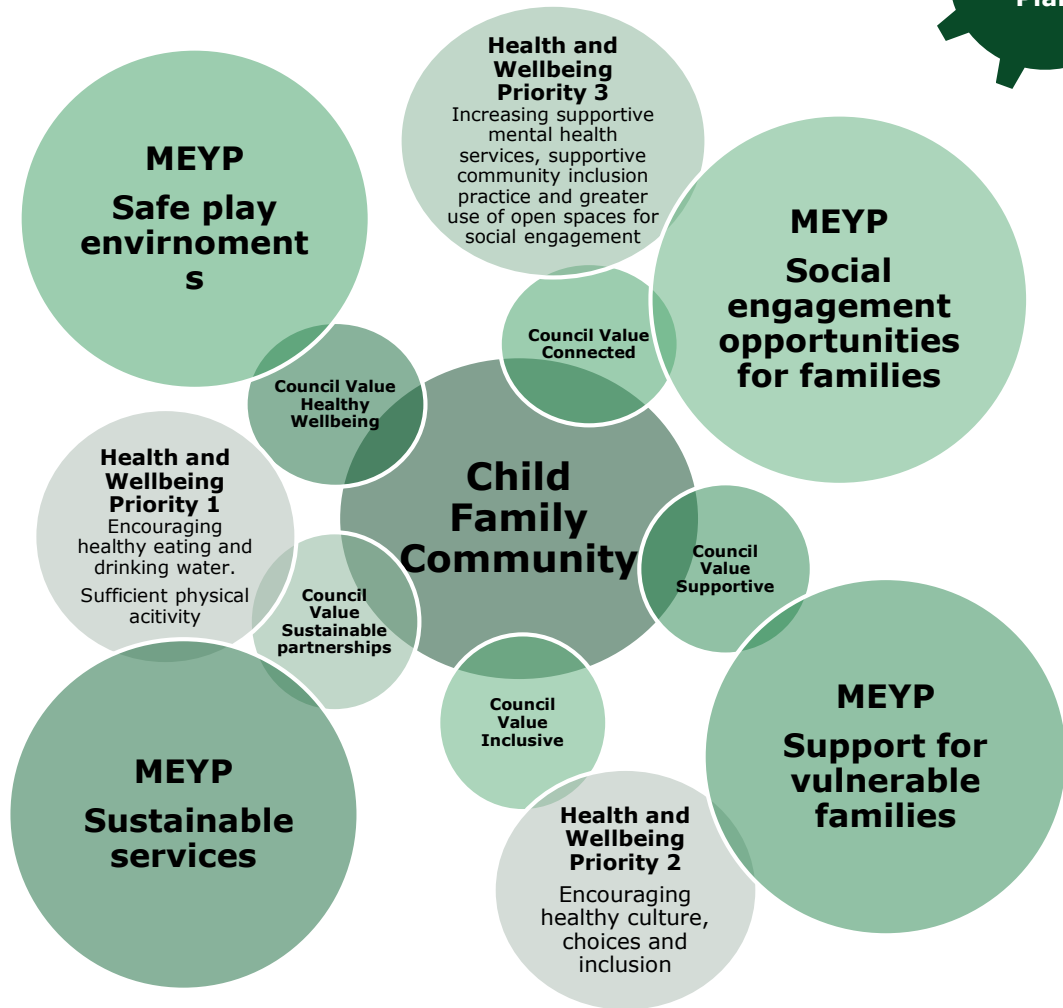 Plan
Health and
Wellbeing
Priority 3
Increasing supportive
mental health
services, supportive
community inclusion
practice and greater
use of open spaces for
social engagement
MEYP
Safe play
envirnoment
s
MEYP
Social
engagement
opportunities
for families
Council Value
Connected
Council Value
Healthy
Wellbeing
Health and
Wellbeing
Priority 1
Encouraging
healthy eating and
drinking water.
Sufficient physical
acitivity
Child
Family
Community
Council
Value
Supportive
Council
Value
Sustainable
partnerships
Council
Value
Inclusive
MEYP
Support for
vulnerable
families
MEYP
Sustainable
services
Health and
Wellbeing
Priority 2
Encouraging
healthy culture,
choices and
inclusion